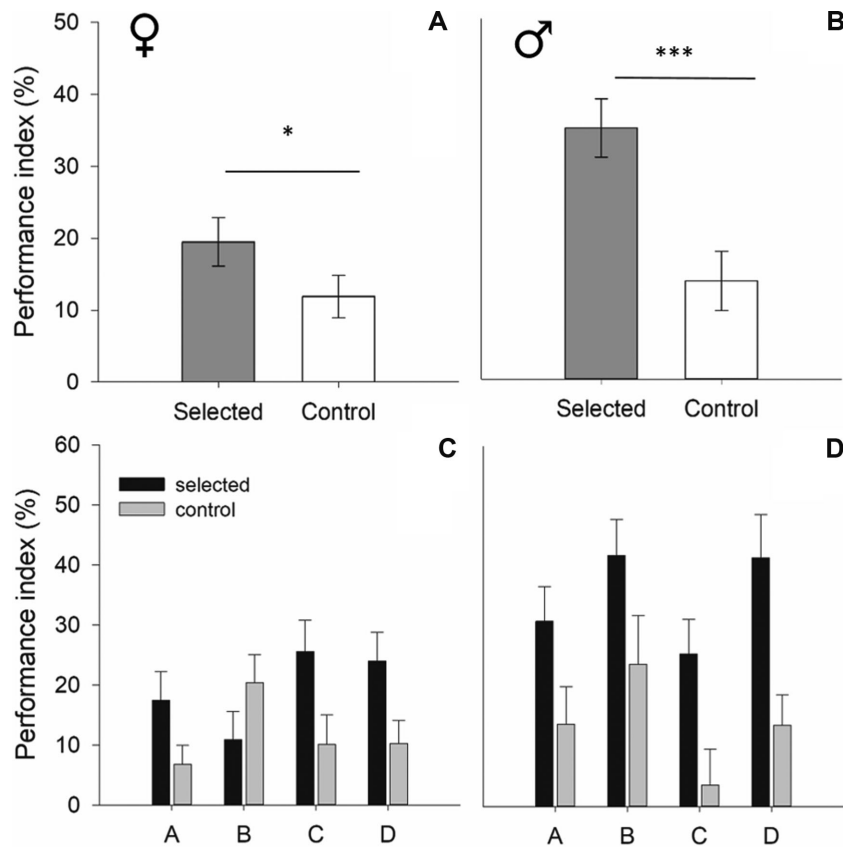 A
♀
Performance index (%)
50
40
30
20
10
0
*
Selected Control
B
♂
***
Selected Control
C
Performance index (%)
60
50
40
30
20
10
0
selected
control
A B C D
D
A B C D